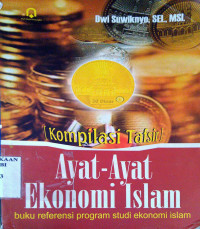 Dwi Suwiknyo, SEI., MSI.
Kompilasi Tafsir
Ayat-Ayat
Ekonomi Islam
buku referensi program studi ekonomi islam